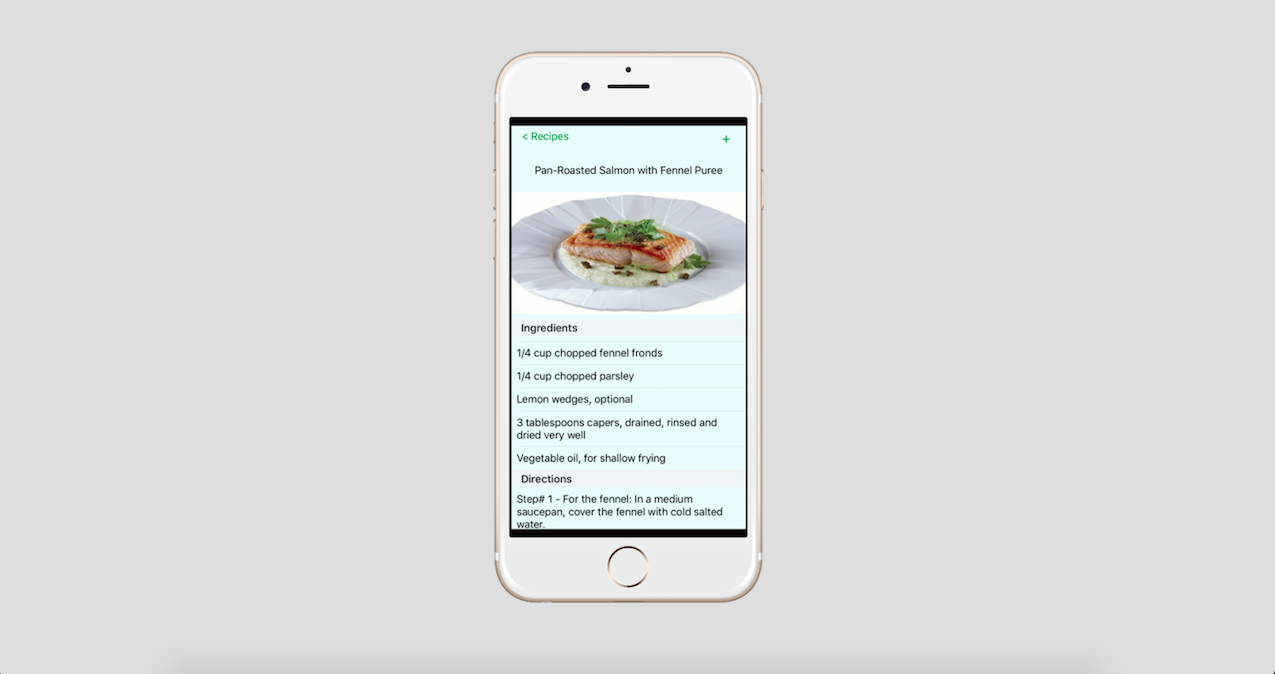 < Recipes +
Pan-Roasted Salmon with Fennel Puree
Ingredients
1/4 cup chopped fennel fronds
1/4 cup chopped parsley
Lemon wedges, optional
3 tablespoons capers, drained, rinsed and
dried very well
Vegetable oil, for shallow frying
Directions
Step# 1 - For the fennel: In a medium
saucepan, cover the fennel with cold salted
water.